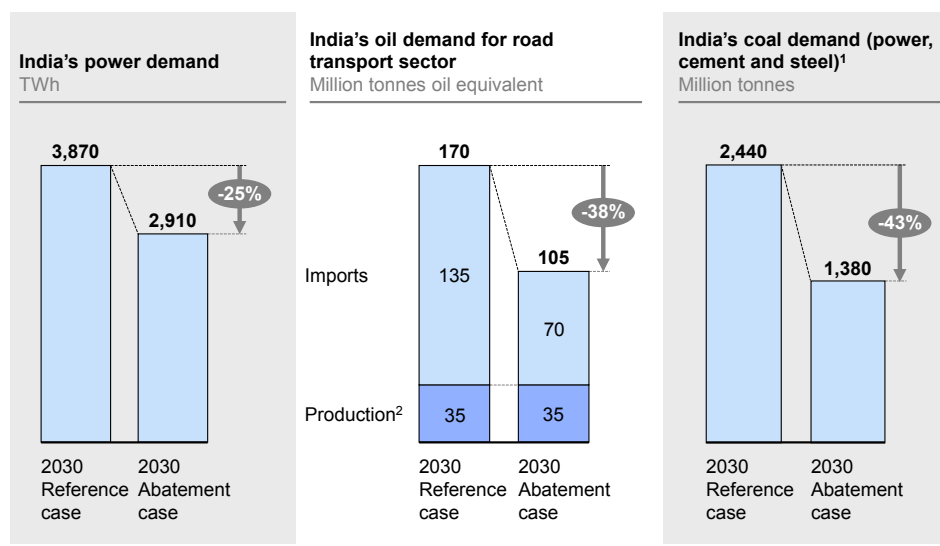 India's power demand
TWh
3,870
-25%
2,910
2030
Reference
case
2030
Abatement
case
India's oil demand for road
transport sector
Million tonnes oil equivalent
170
-38%
105
Imports
135
70
Production2
35
35
2030
Reference
case
2030
Abatement
case
India's coal demand (power,
cement and steel)1
Million tonnes
2,440
-43%
1,380
2030
Reference
case
2030
Abatement
case